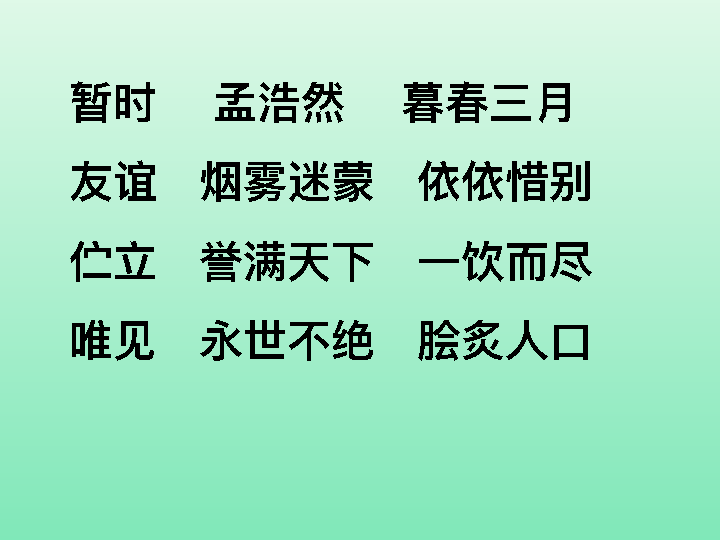 暂时 孟浩然 暮春三月
友谊 烟雾迷蒙 依依惜别
伫立 誉满天下 一饮而尽
唯见 永世不绝 脍炙人口